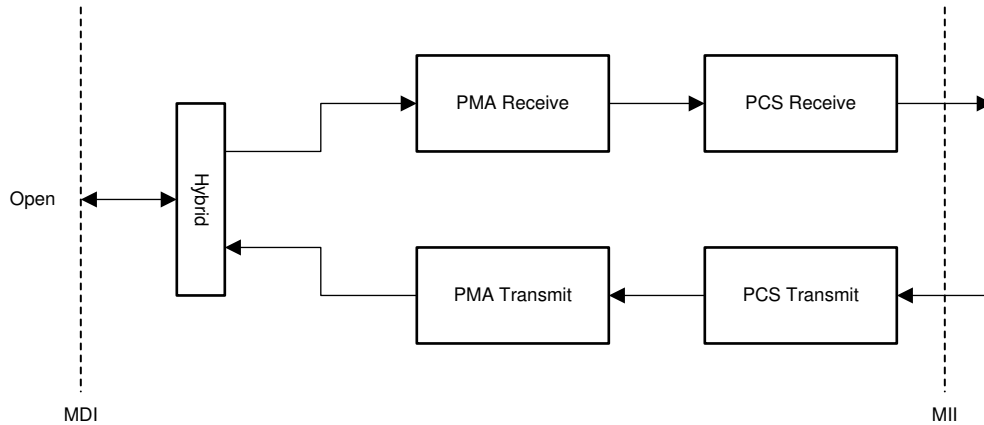 PMA Receive
PCS Receive
Open
Hybrid
PMA Transmit
PCS Transmit
MDI
MII